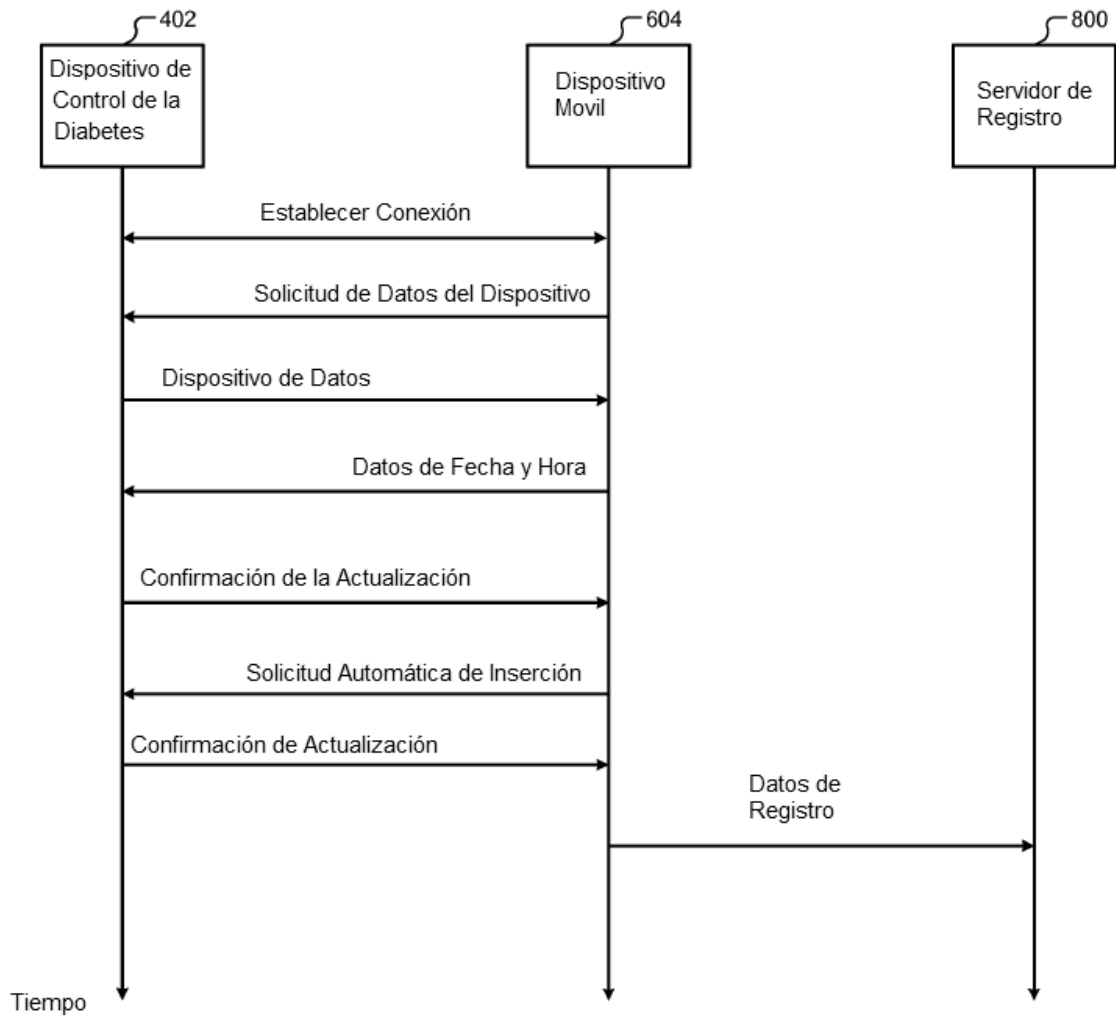 402
604
800
Dispositivo de
Control de la
Diabetes
Dispositivo
Movil
Servidor de
Registro
Establecer Conexión
Solicitud de Datos del Dispositivo
Dispositivo de Datos
Datos de Fecha y Hora
Confirmación de la Actualización
Solicitud Automática de Inserción
Confirmación de Actualización
Datos de
Registro
Tiempo